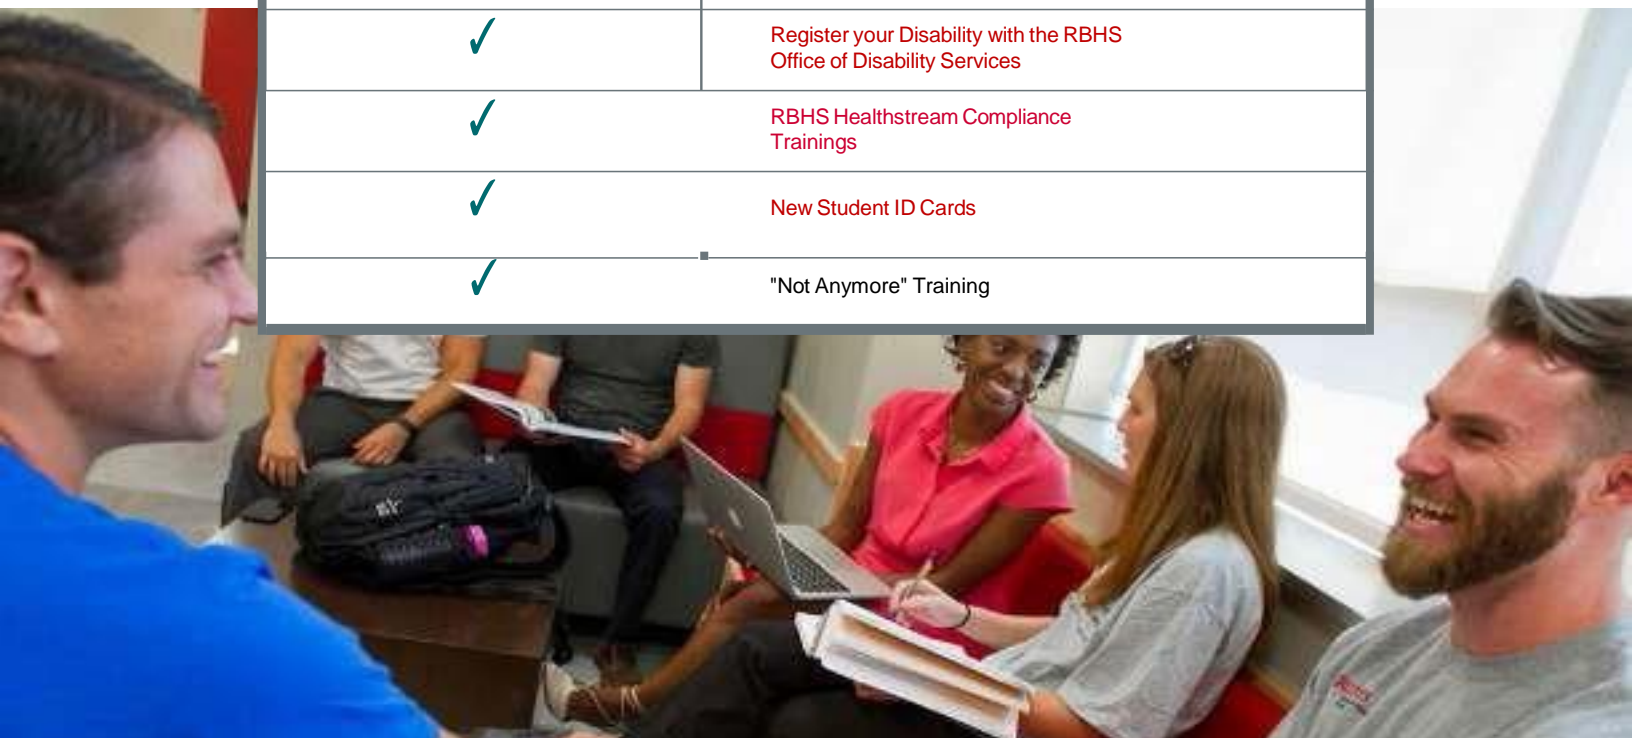 ✓ Register your Disability with the RBHS
Office of Disability Services
✓ RBHS Healthstream Compliance
Trainings
✓ New Student ID Cards
✓ "Not Anymore" Training